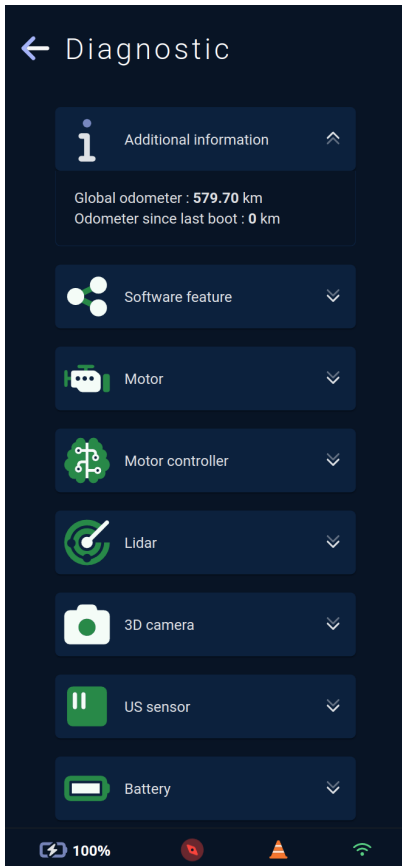 Diagnostic
Additional information
Global odometer : 579.70 km
Odometer since last boot : 0 km
Software feature
Motor
Motor controller
Lidar
3D camera
US sensor
Battery
100%